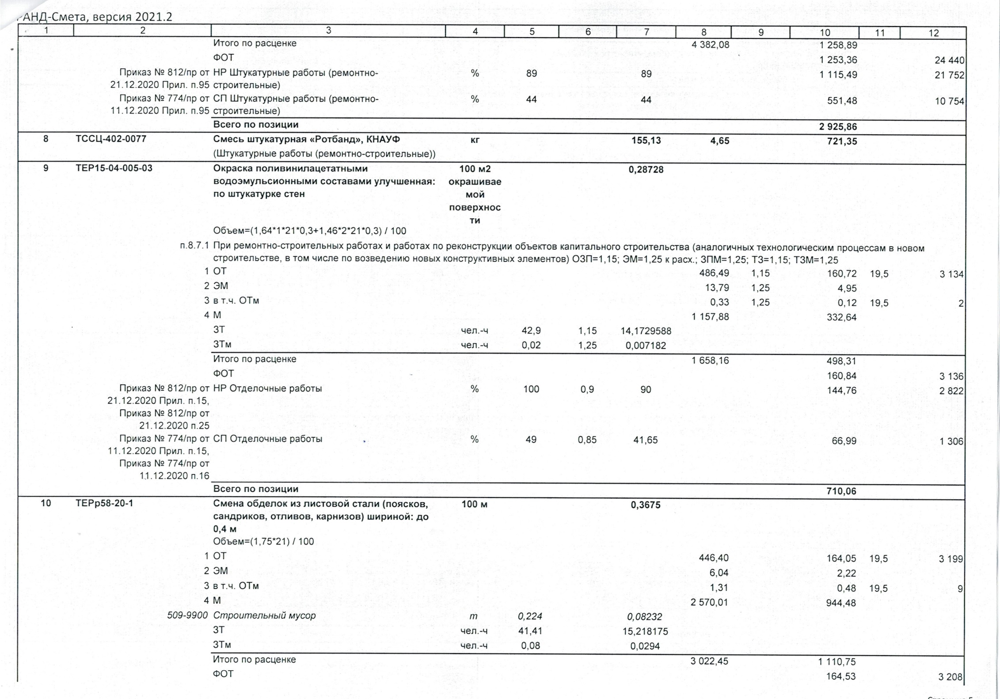 РАНД-Смета, версия 2021.2
1 2 3 4 5 6 7 8 9 10 11 12
Итого по расценке 4 382,08 1 258,89
ФОТ 1 253,36 24 440
Приказ № 812/пр от НР Штукатурные работы (ремонтно- % 89 89 1 115,49 21 752
21.12.2020 Прил. п.95 строительные)
Приказ № 774/пр от СП Штукатурные работы (ремонтно- % 44 44 551,48 10 754
11.12.2020 Прил. п.95 строительные)
Всего по позиции 2 925,86
8 ТССЦ-402-0077 Смесь штукатурная «Ротбанд», КНАУФ кг 155,13 4,65 721,35
(Штукатурные работы (ремонтно-строительные))
9 ТЕР15-04-005-03 Окраска поливинилацетатными 100 м2 0,28728
водоэмульсионными составами улучшенная: окрашивае
по штукатурке стен мой
поверхнос
ти
Объем=(1,64*1*21*0,3+1,46*2*21*0,3) / 100
п.8.7.1 При ремонтно-строительных работах и работах по реконструкции объектов капитального строительства (аналогичных технологическим процессам в новом
строительстве, в том числе по возведению новых конструктивных элементов) ОЗП=1,15; ЭМ=1,25 к расх.; ЗПМ=1,25; ТЗ=1,15; ТЗМ=1,25
1 ОТ 486,49 1,15 160,72 19,5 3 134
2 ЭМ 13,79 1,25 4,95
3 в т.ч. ОТм 0,33 1,25 0,12 19,5 2
4 М 1 157,88 332,64
ЗТ чел.-ч 42,9 1,15 14,1729588
ЗТм чел.-ч 0,02 1,25 0,007182
Итого по расценке 1 658,16 498,31
ФОТ 160,84 3 136
Приказ № 812/пр от НР Отделочные работы % 100 0,9 90 144,76 2 822
21.12.2020 Прил. п.15,
Приказ № 812/пр от
21.12.2020 п.25
Приказ № 774/пр от СП Отделочные работы % 49 0,85 41,65 66,99 1 306
11.12.2020 Прил. п.15,
Приказ № 774/пр от
11.12.2020 п.16
Всего по позиции 710,06
10 ТЕРр58-20-1 Смена обделок из листовой стали (поясков, 100 м 0,3675
сандриков, отливов, карнизов) шириной: до
0,4 м
Объем=(1,75*21) / 100
1 ОТ 446,40 164,05 19,5 3 199
2 ЭМ 6,04 2,22
3 в т.ч. ОТм 1,31 0,48 19,5 9
4 М 2 570,01 944,48
509-9900 Строительный мусор т 0,224 0,08232
ЗТ чел.-ч 41,41 15,218175
ЗТм чел.-ч 0,08 0,0294
Итого по расценке 3 022,45 1 110,75
ФОТ 164,53 3 208